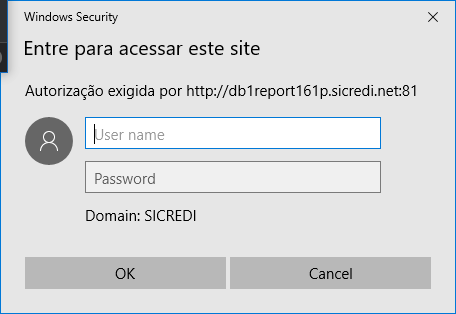 Windows Security
Entre para acessar este site
Autorização exigida por http://db1report161p.sicredi.net:81
User name
Password
Domain: SICREDI
OK
Cancel